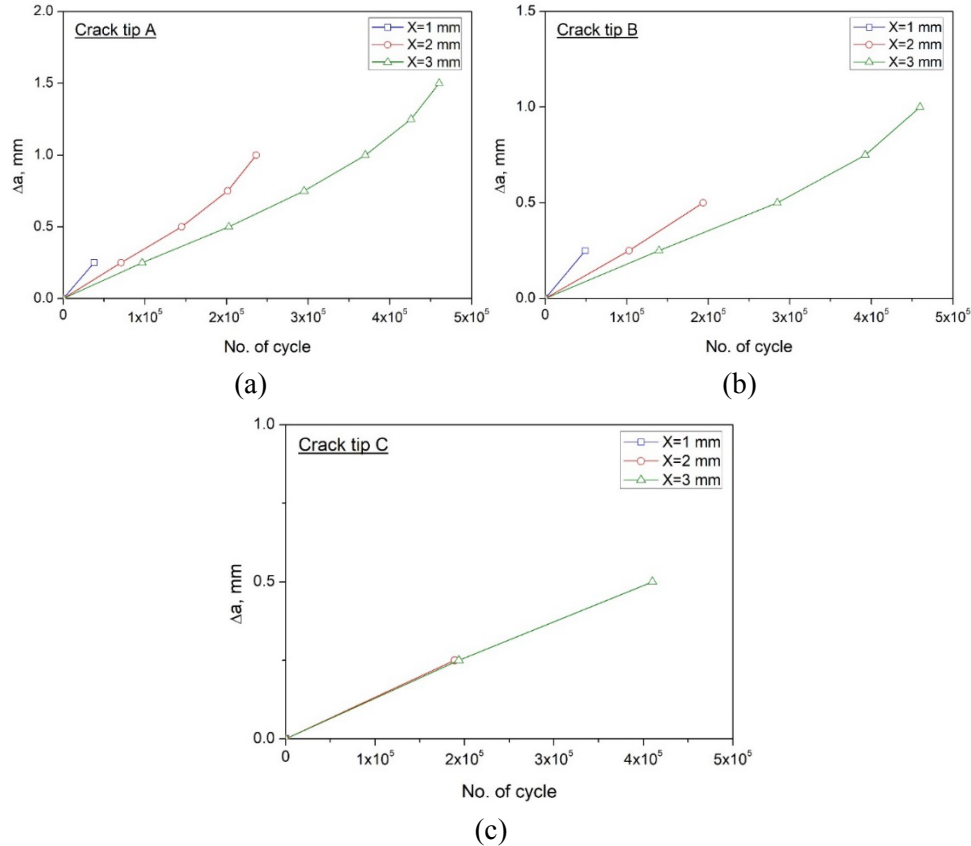 Crack tip A
X=1 mm
X=2 mm
X=3 mm
2.0
1.5
1.0
0.5
0.0
Δa, mm
0
1x10⁵
2x10⁵
3x10⁵
4x10⁵
5x10⁵
No. of cycle
(a)
Crack tip B
X=1 mm
X=2 mm
X=3 mm
1.5
1.0
0.5
0.0
Δa, mm
0
1x10⁵
2x10⁵
3x10⁵
4x10⁵
5x10⁵
No. of cycle
(b)
Crack tip C
X=1 mm
X=2 mm
X=3 mm
1.0
0.5
0.0
Δa, mm
0
1x10⁵
2x10⁵
3x10⁵
4x10⁵
5x10⁵
No. of cycle
(c)